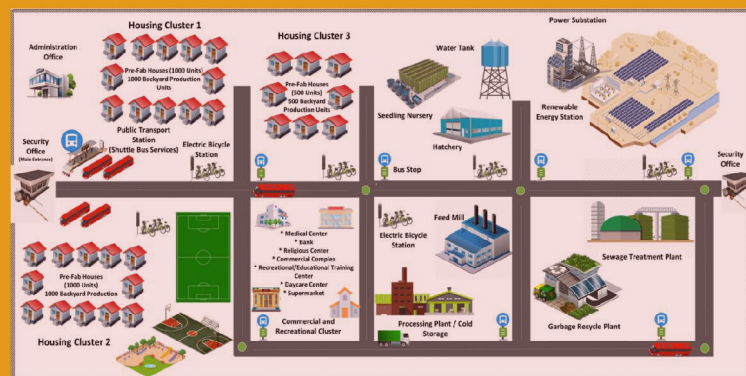 Housing Cluster 1
Administration
Office
Pre-Fab Houses (1000 Units)
1000 Backyard Production
Units
Public Transport
Station
(Shuttle Bus Services)
Electric Bicycle
Station
Security
Office
(Main Entrance)
Housing Cluster 3
Pre-Fab Houses
(500 Units)
500 Backyard
Production Units
Water Tank
Seedling Nursery
Hatchery
Bus Stop
Power Substation
Renewable
Energy Station
Security
Office
Pre-Fab Houses
(1000 Units)
1000 Backyard Production
Housing Cluster 2
* Medical Center
* Bank
* Religious Center
* Commercial Complex
* Recreational/Educational Training
Center
* Daycare Center
* Supermarket
Commercial and
Recreational Cluster
Electric Bicycle
Station
Feed Mill
Processing Plant / Cold
Storage
Sewage Treatment Plant
Garbage Recycle Plant